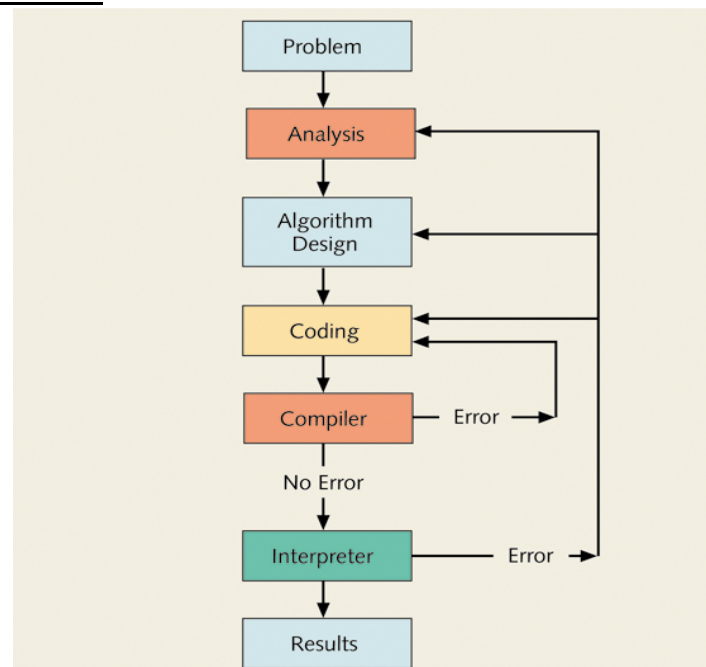 Problem
Analysis
Algorithm
Design
Coding
Compiler
Error
No Error
Interpreter
Error
Results